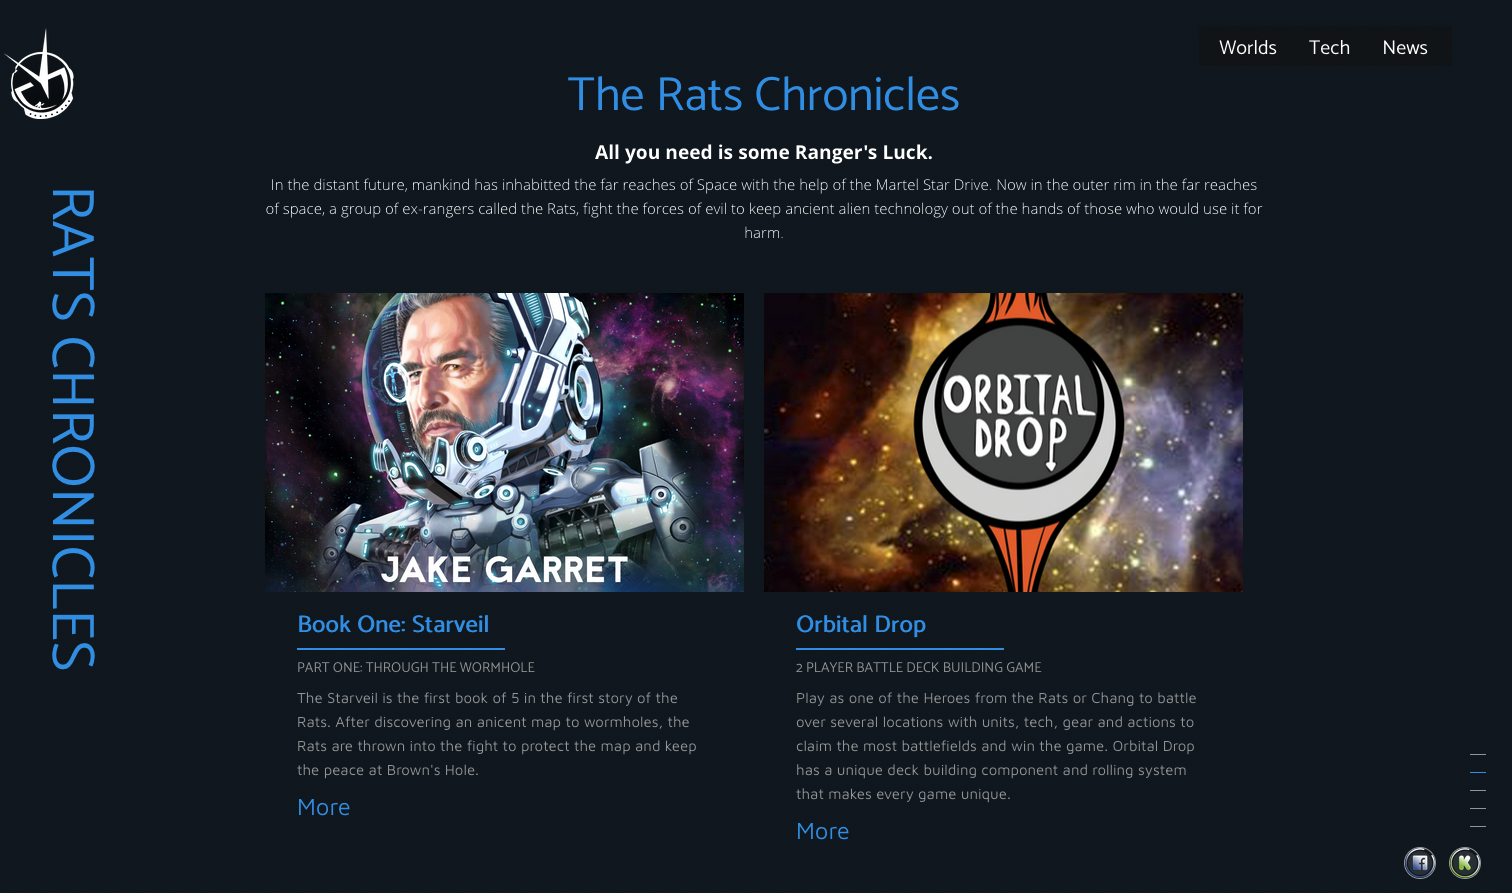 Worlds Tech News
The Rats Chronicles
All you need is some Ranger's Luck.
In the distant future, mankind has inhabitted the far reaches of Space with the help of the Martel Star Drive. Now in the outer rim in the far reaches
of space, a group of ex-rangers called the Rats, fight the forces of evil to keep ancient alien technology out of the hands of those who would use it for
harm.
RATS CHRONICLES
JAKE GARRET
Book One: Starveil
PART ONE: THROUGH THE WORMHOLE
The Starveil is the first book of 5 in the first story of the
Rats. After discovering an anicent map to wormholes, the
Rats are thrown into the fight to protect the map and keep
the peace at Brown's Hole.
More
ORBITAL
DROP
Orbital Drop
2 PLAYER BATTLE DECK BUILDING GAME
Play as one of the Heroes from the Rats or Chang to battle
over several locations with units, tech, gear and actions to
claim the most battlefields and win the game. Orbital Drop
has a unique deck building component and rolling system
that makes every game unique.
More
f K